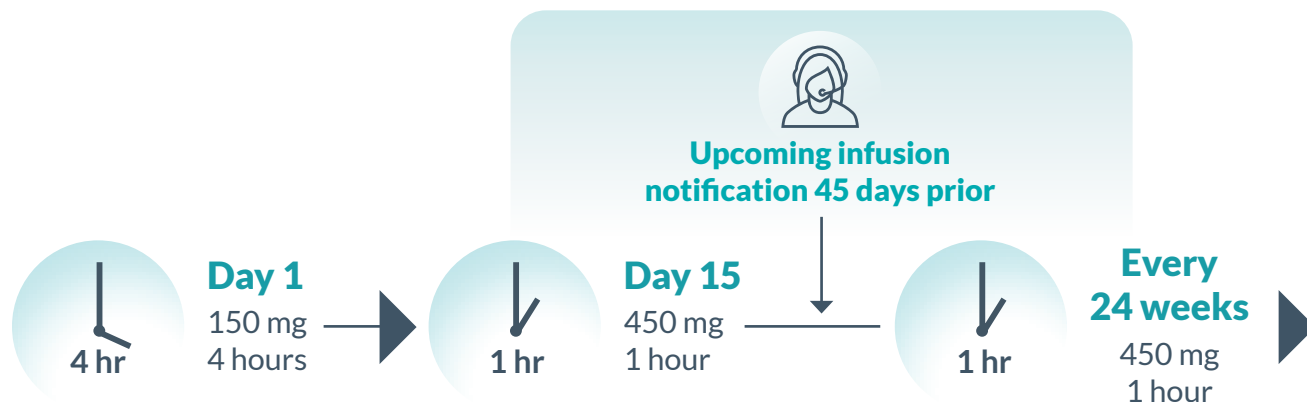 Upcoming infusion
notification 45 days prior
4 hr
Day 1
150 mg
4 hours
1 hr
Day 15
450 mg
1 hour
1 hr
Every
24 weeks
450 mg
1 hour